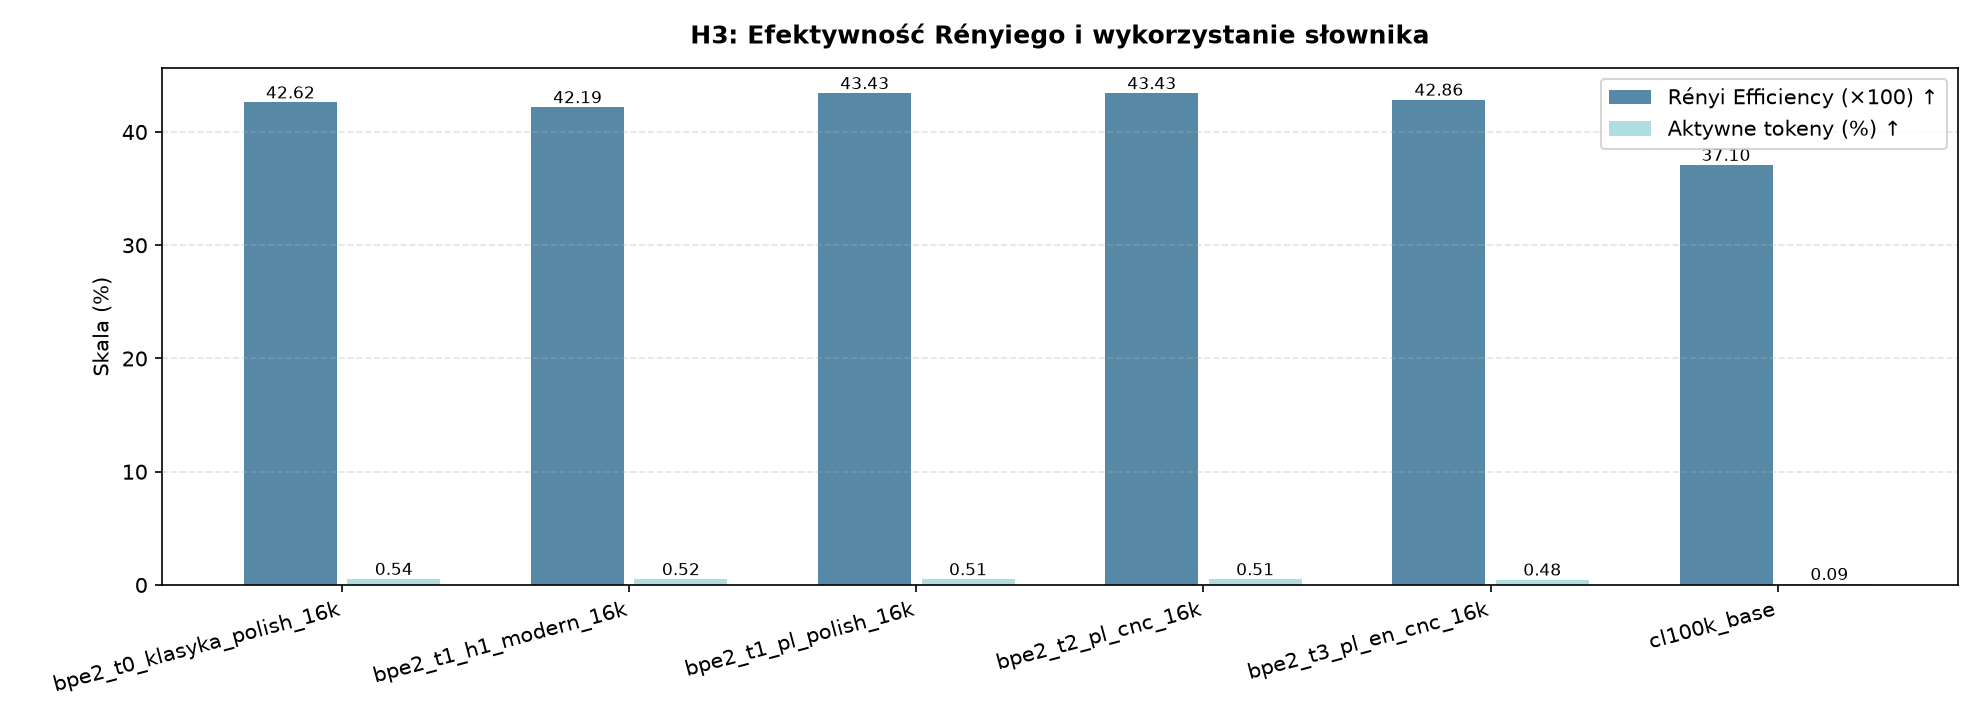 H3: Efektywność Rényiego i wykorzystanie słownika
Rényi Efficiency (×100) ↑
Aktywne tokeny (%) ↑
Skala (%)
40
30
20
10
0
42.62
0.54
42.19
0.52
43.43
0.51
43.43
0.51
42.86
0.48
37.10
0.09
bpe2_t0_klasyka_polish_16k
bpe2_t1_h1_modern_16k
bpe2_t1_pl_polish_16k
bpe2_t2_pl_cnc_16k
bpe2_t3_pl_en_cnc_16k
cl100k_base